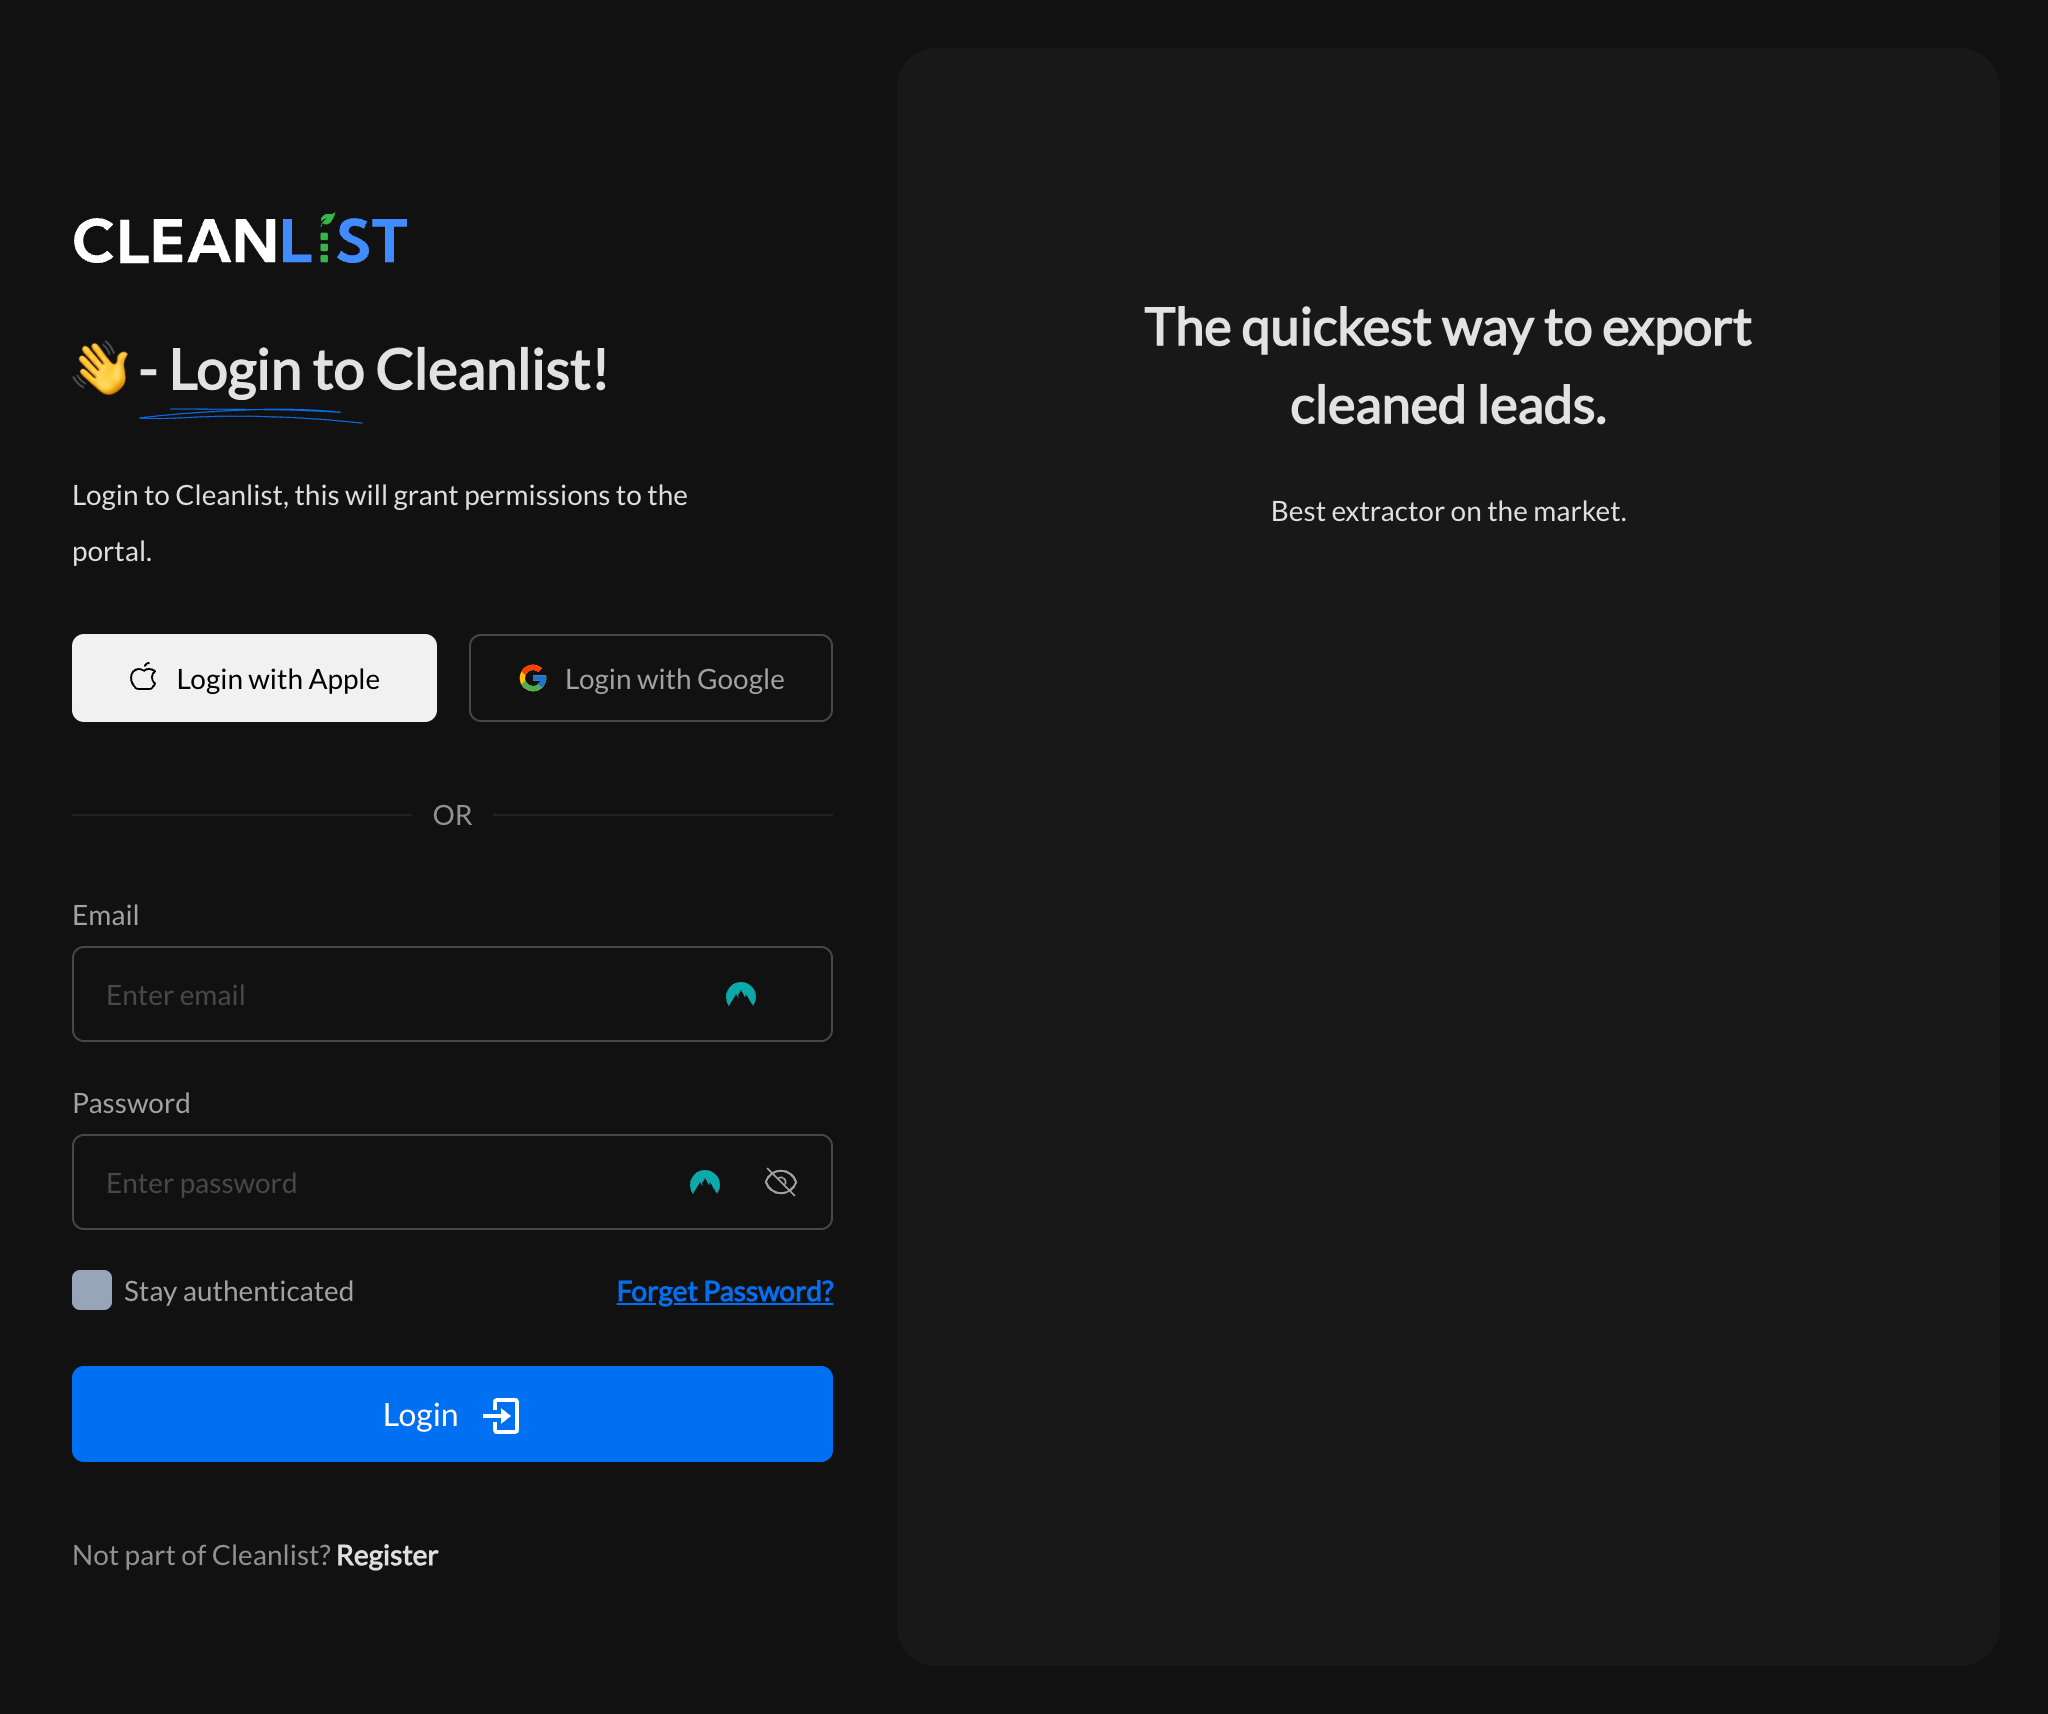 CLEANLIST
👋 - Login to Cleanlist!
Login to Cleanlist, this will grant permissions to the
portal.
Login with Apple
Login with Google
OR
Email
Enter email
Password
Enter password
Stay authenticated
Forget Password?
Login
Not part of Cleanlist? Register
The quickest way to export
cleaned leads.
Best extractor on the market.